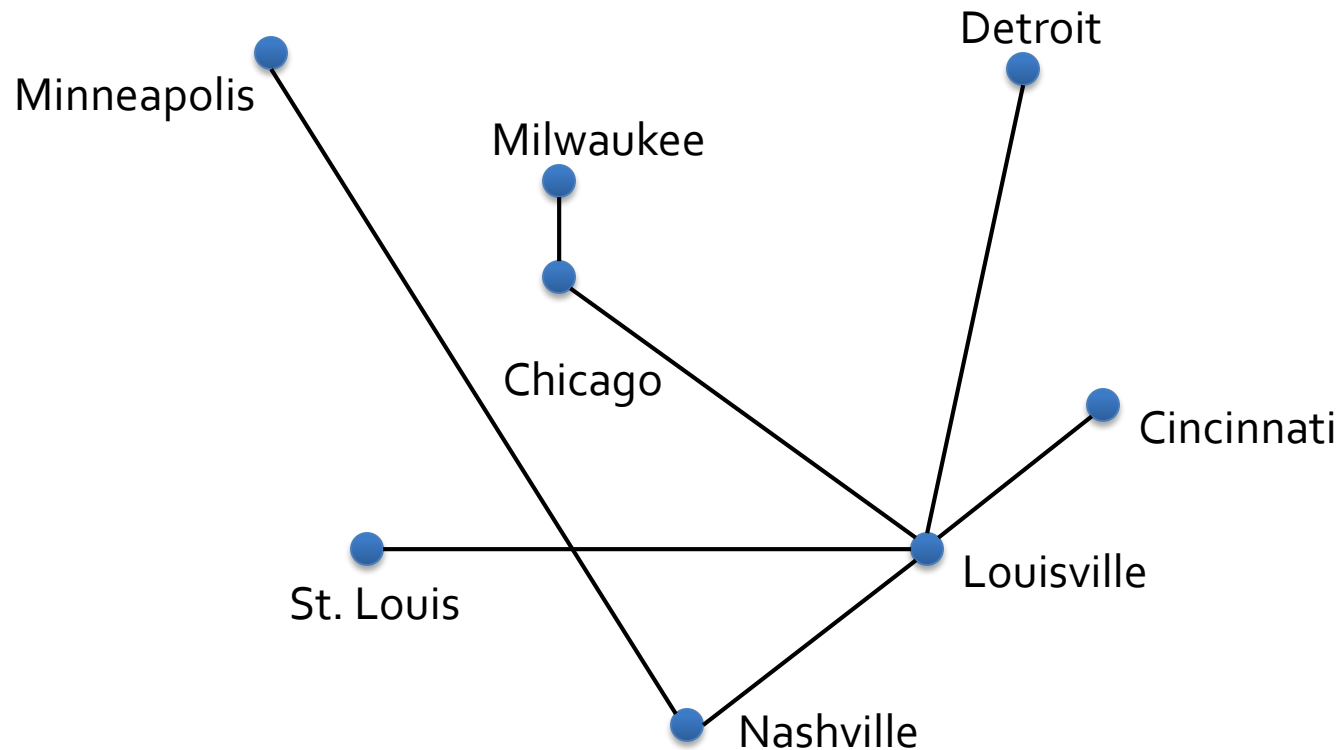 Detroit
Minneapolis
Milwaukee
Chicago
Cincinnati
Louisville
St. Louis
Nashville